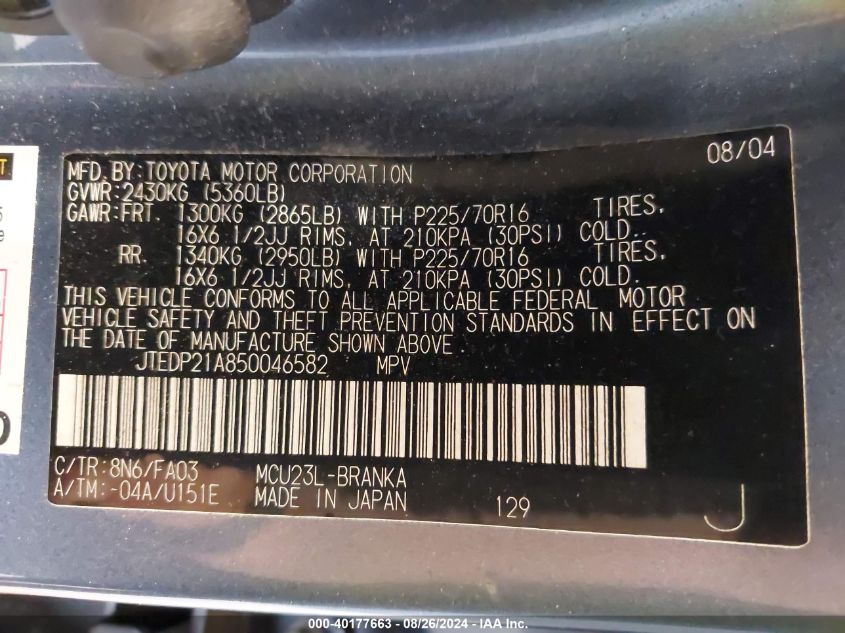 08/04
MFD.BY:TOYOTA MOTOR CORPORATION
GVWR:2430KG (5360LB)
GAWR:FRT. 1300KG (2865LB) WITH P225/70R16 TIRES,
16X6 1/2JJ RIMS, AT 210KPA (30PSI) COLD.
RR. 1340KG (2950LB) WITH P225/70R16 TIRES,
16X6 1/2JJ RIMS, AT 210KPA (30PSI) COLD.
THIS VEHICLE CONFORMS TO ALL APPLICABLE FEDERAL MOTOR
VEHICLE SAFETY AND THEFT PREVENTION STANDARDS IN EFFECT ON
THE DATE OF MANUFACTURE SHOWN ABOVE.
JTEDP21A850046582 MPV
C/TR:8N6/FA03 MCU23L-BRANKA
A/TM:-04A/U151E MADE IN JAPAN 129 J
000-40177663 - 08/26/2024 - IAA Inc.